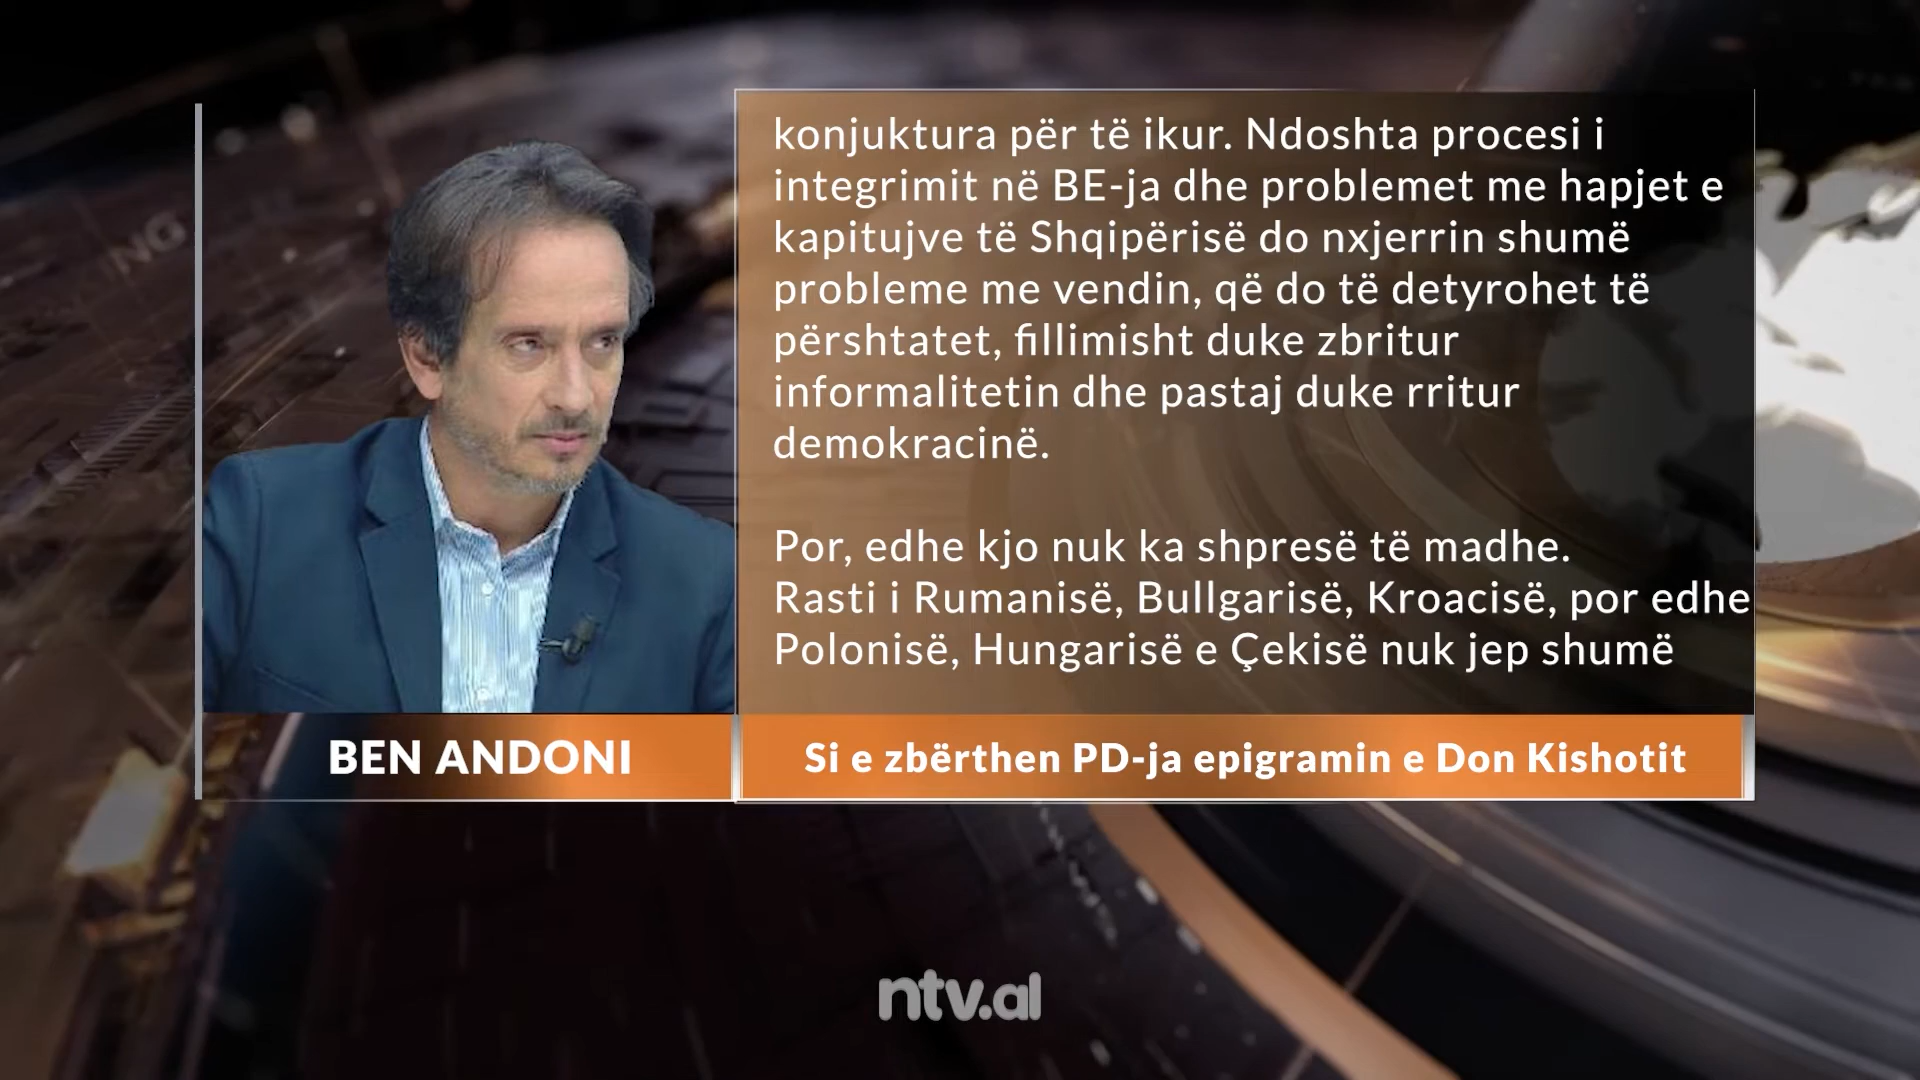 konjuktura për të ikur. Ndoshta procesi i
integrimit në BE-ja dhe problemet me hapjet e
kapitujve të Shqipërisë do nxjerrin shumë
probleme me vendin, që do të detyrohet të
përshtatet, fillimisht duke zbritur
informalitetin dhe pastaj duke rritur
demokracinë.
Por, edhe kjo nuk ka shpresë të madhe.
Rasti i Rumanisë, Bullgarisë, Kroacisë, por edhe
Polonisë, Hungarisë e Çekisë nuk jep shumë
BEN ANDONI
Si e zbërthen PD-ja epigramin e Don Kishotit
ntv.al
NG